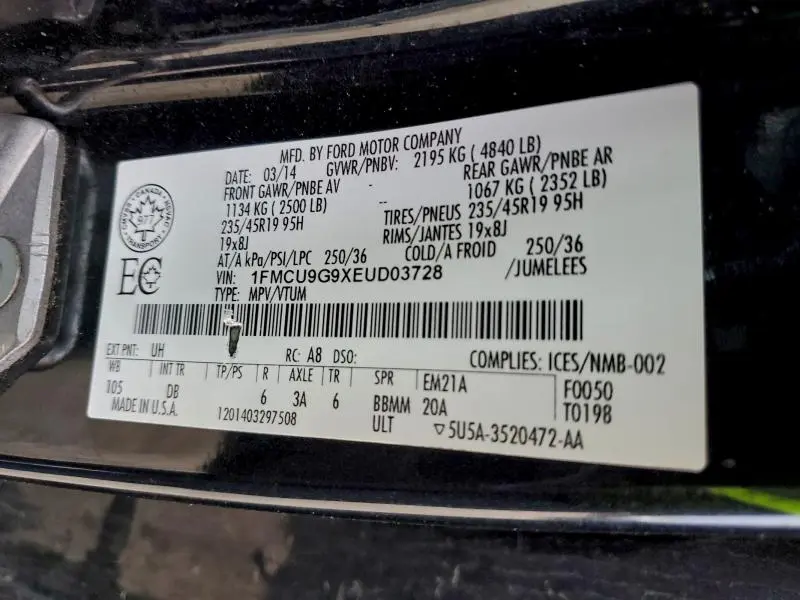 MFD. BY FORD MOTOR COMPANY
DATE: 03/14 GVWR/PNBV: 2195 KG ( 4840 LB)
FRONT GAWR/PNBE AV - REAR GAWR/PNBE AR
1134 KG ( 2500 LB) - 1067 KG ( 2352 LB)
235/45R19 95H TIRES/PNEUS 235/45R19 95H
19x8J RIMS/JANTES 19x8J
AT/A kPa/PSI/LPC 250/36 COLD/A FROID 250/36
VIN: 1FMCU9G9XEUD03728 /JUMELEES
TYPE: MPV/VTUM
CANADA
977
TRANSPORT
EC
EXT PNT: UH RC: A8 DSO: COMPLIES: ICES/NMB-002
WB INT TR TP/PS R AXLE TR SPR EM21A F0050
105 DB 6 3A 6 BBMM 20A T0198
MADE IN U.S.A. 1201403297508 ULT ▽5U5A-3520472-AA